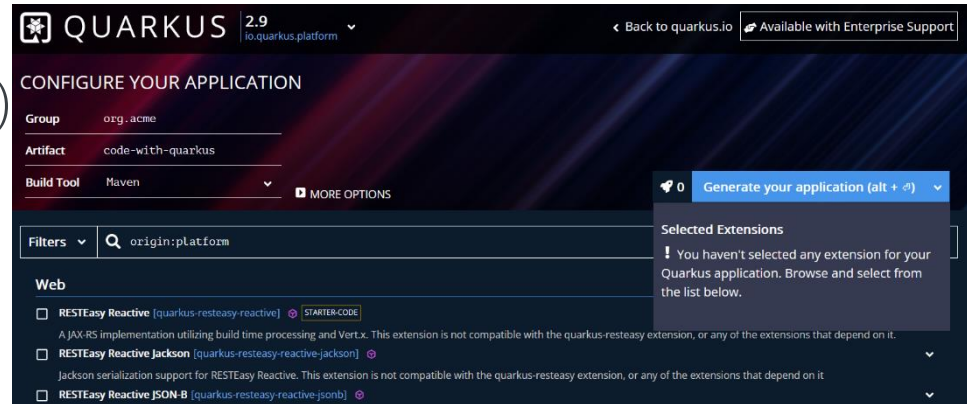 QUARKUS 2.9 io.quarkus.platform
Back to quarkus.io Available with Enterprise Support
CONFIGURE YOUR APPLICATION
Group org.acme
Artifact code-with-quarkus
Build Tool Maven
MORE OPTIONS
0 Generate your application (alt + ⏎)
Selected Extensions
! You haven't selected any extension for your
Quarkus application. Browse and select from
the list below.
Filters origin:platform
Web
RESTEasy Reactive [quarkus-resteasy-reactive] STARTER-CODE
A JAX-RS implementation utilizing build time processing and Vert.x. This extension is not compatible with the quarkus-resteasy extension, or any of the extensions that depend on it.
RESTEasy Reactive Jackson [quarkus-resteasy-reactive-jackson]
Jackson serialization support for RESTEasy Reactive. This extension is not compatible with the quarkus-resteasy extension, or any of the extensions that depend on it
RESTEasy Reactive JSON-B [quarkus-resteasy-reactive-jsonb]